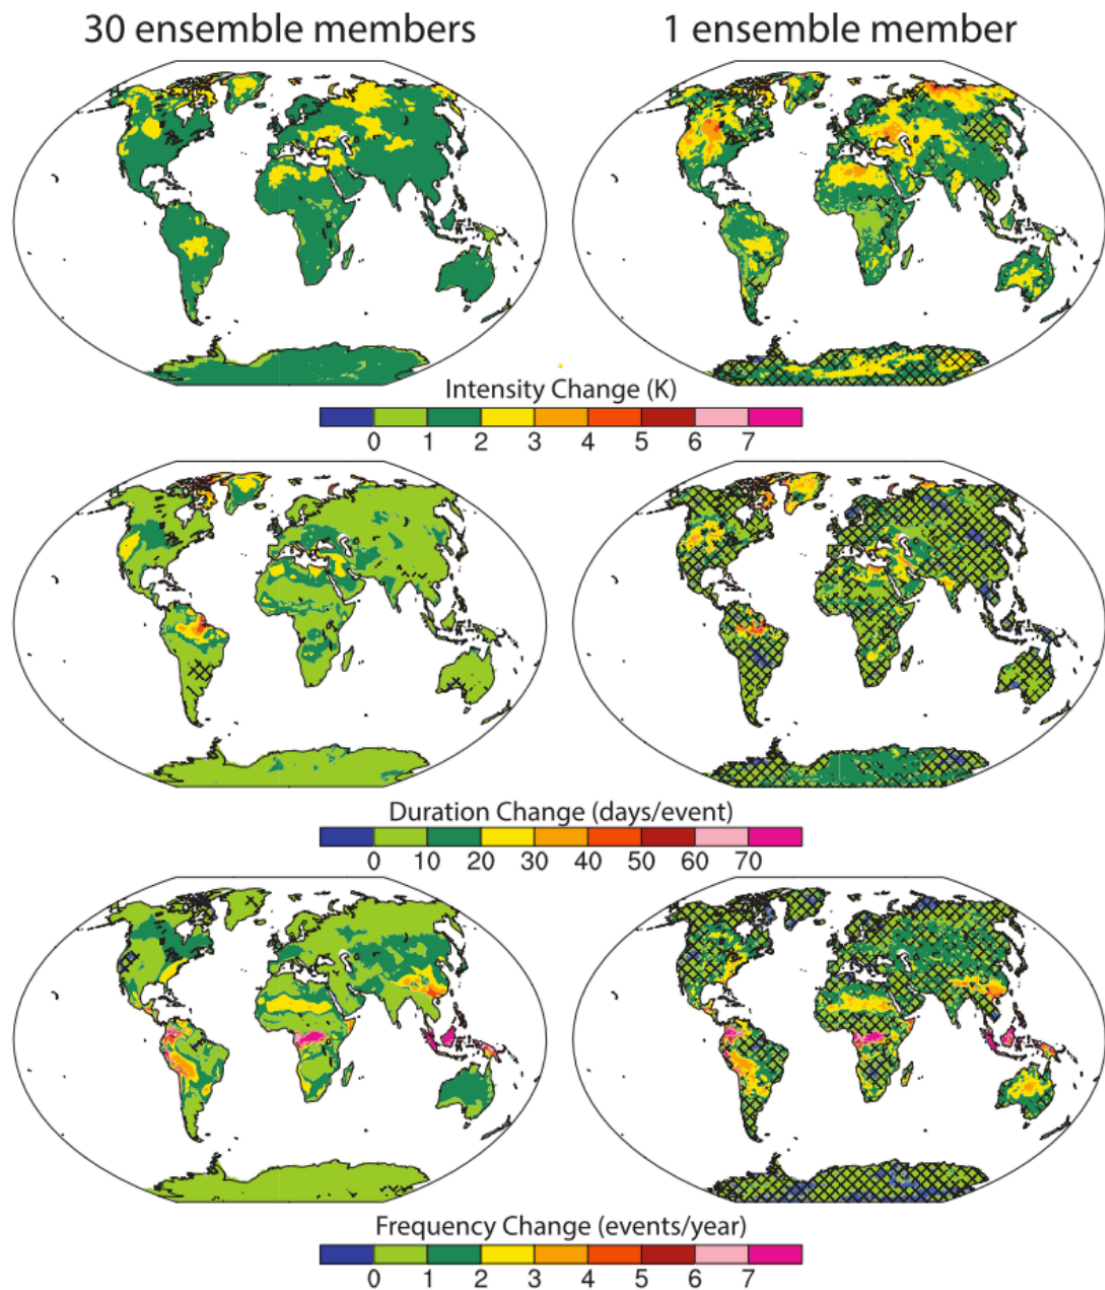 30 ensemble members
1 ensemble member
Intensity Change (K)
0 1 2 3 4 5 6 7
Duration Change (days/event)
0 10 20 30 40 50 60 70
Frequency Change (events/year)
0 1 2 3 4 5 6 7